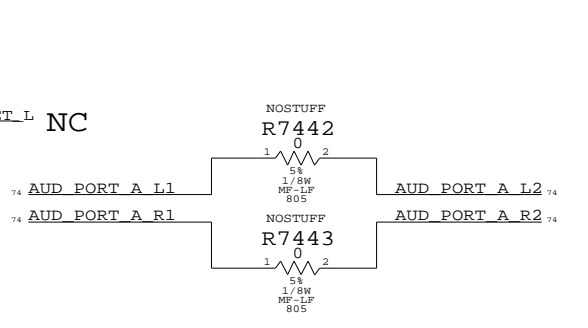 T_L NC
NOSTUFF
R7442
0
1 2
5%
1/8W
MF-LF
805
74 AUD_PORT_A_L1
AUD_PORT_A_L2 74
74 AUD_PORT_A_R1
AUD_PORT_A_R2 74
NOSTUFF
R7443
0
1 2
5%
1/8W
MF-LF
805